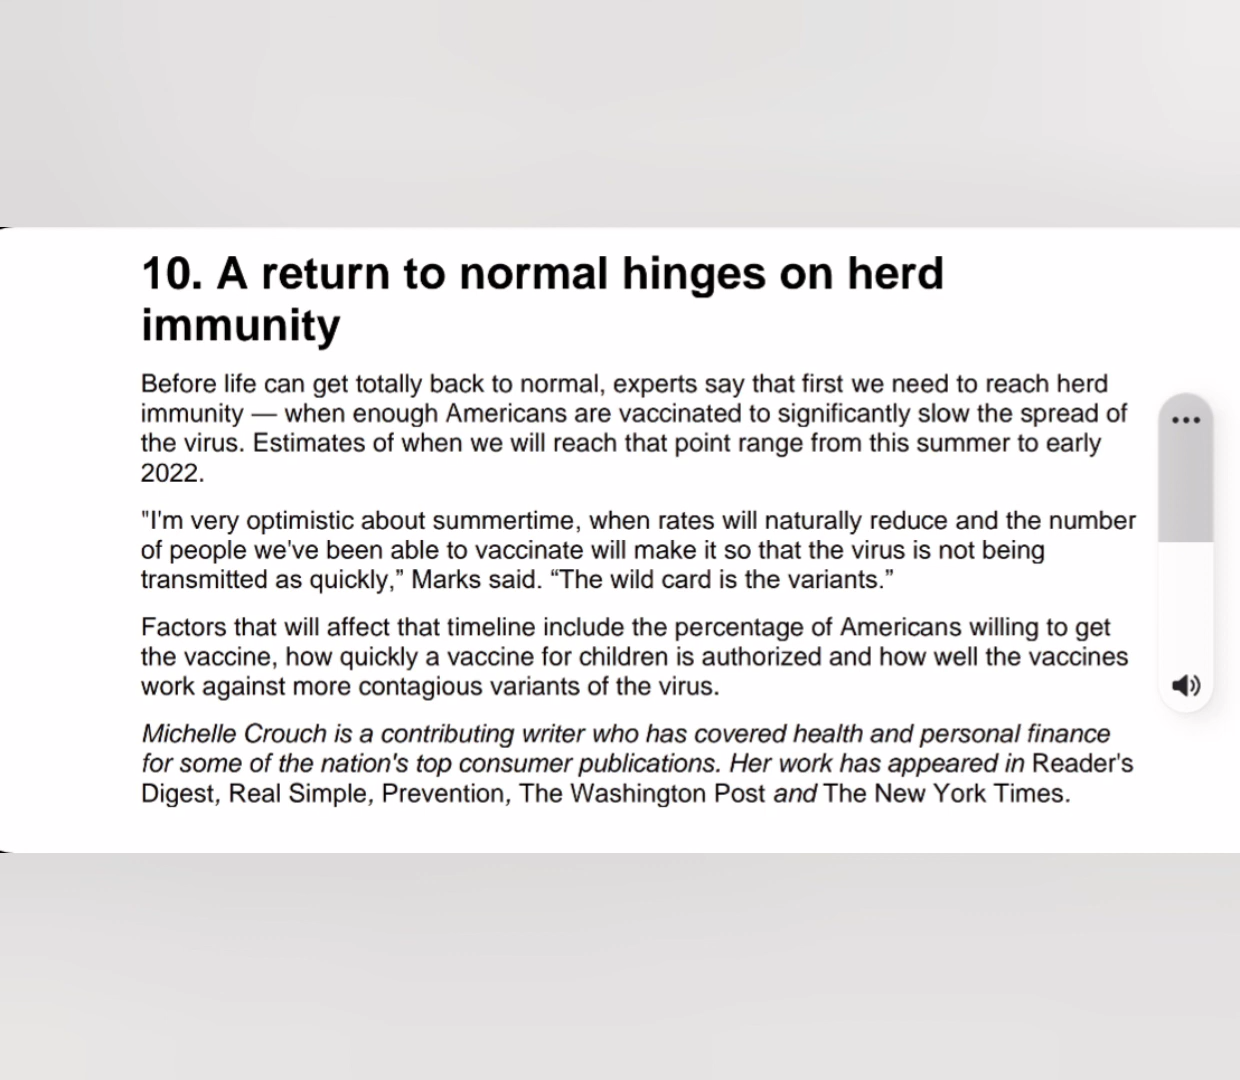 10. A return to normal hinges on herd
immunity
Before life can get totally back to normal, experts say that first we need to reach herd
immunity — when enough Americans are vaccinated to significantly slow the spread of
the virus. Estimates of when we will reach that point range from this summer to early
2022.
"I'm very optimistic about summertime, when rates will naturally reduce and the number
of people we've been able to vaccinate will make it so that the virus is not being
transmitted as quickly,” Marks said. “The wild card is the variants.”
Factors that will affect that timeline include the percentage of Americans willing to get
the vaccine, how quickly a vaccine for children is authorized and how well the vaccines
work against more contagious variants of the virus.
Michelle Crouch is a contributing writer who has covered health and personal finance
for some of the nation's top consumer publications. Her work has appeared in Reader's
Digest, Real Simple, Prevention, The Washington Post and The New York Times.